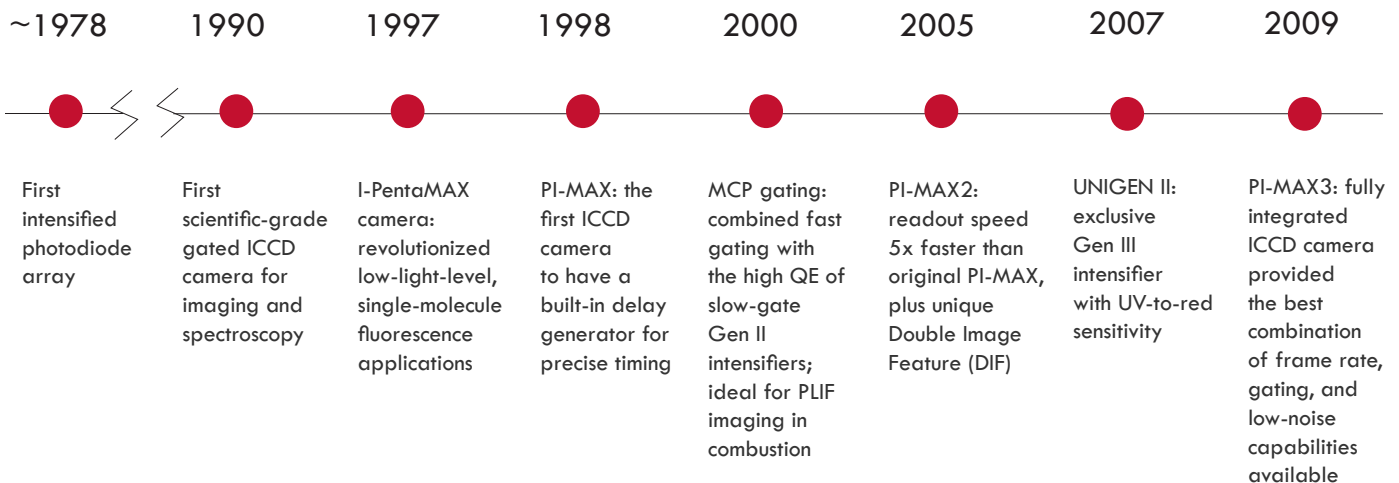 ~1978
1990
1997
1998
2000
2005
2007
2009
First
intensified
photodiode
array
First
scientific-grade
gated ICCD
camera for
imaging and
spectroscopy
I-PentaMAX
camera:
revolutionized
low-light-level,
single-molecule
fluorescence
applications
PI-MAX: the
first ICCD
camera
to have a
built-in delay
generator for
precise timing
MCP gating:
combined fast
gating with
the high QE of
slow-gate
Gen II
intensifiers;
ideal for PLIF
imaging in
combustion
PI-MAX2:
readout speed
5x faster than
original PI-MAX,
plus unique
Double Image
Feature (DIF)
UNIGEN II:
exclusive
Gen III
intensifier
with UV-to-red
sensitivity
PI-MAX3: fully
integrated
ICCD camera
provided
the best
combination
of frame rate,
gating, and
low-noise
capabilities
available